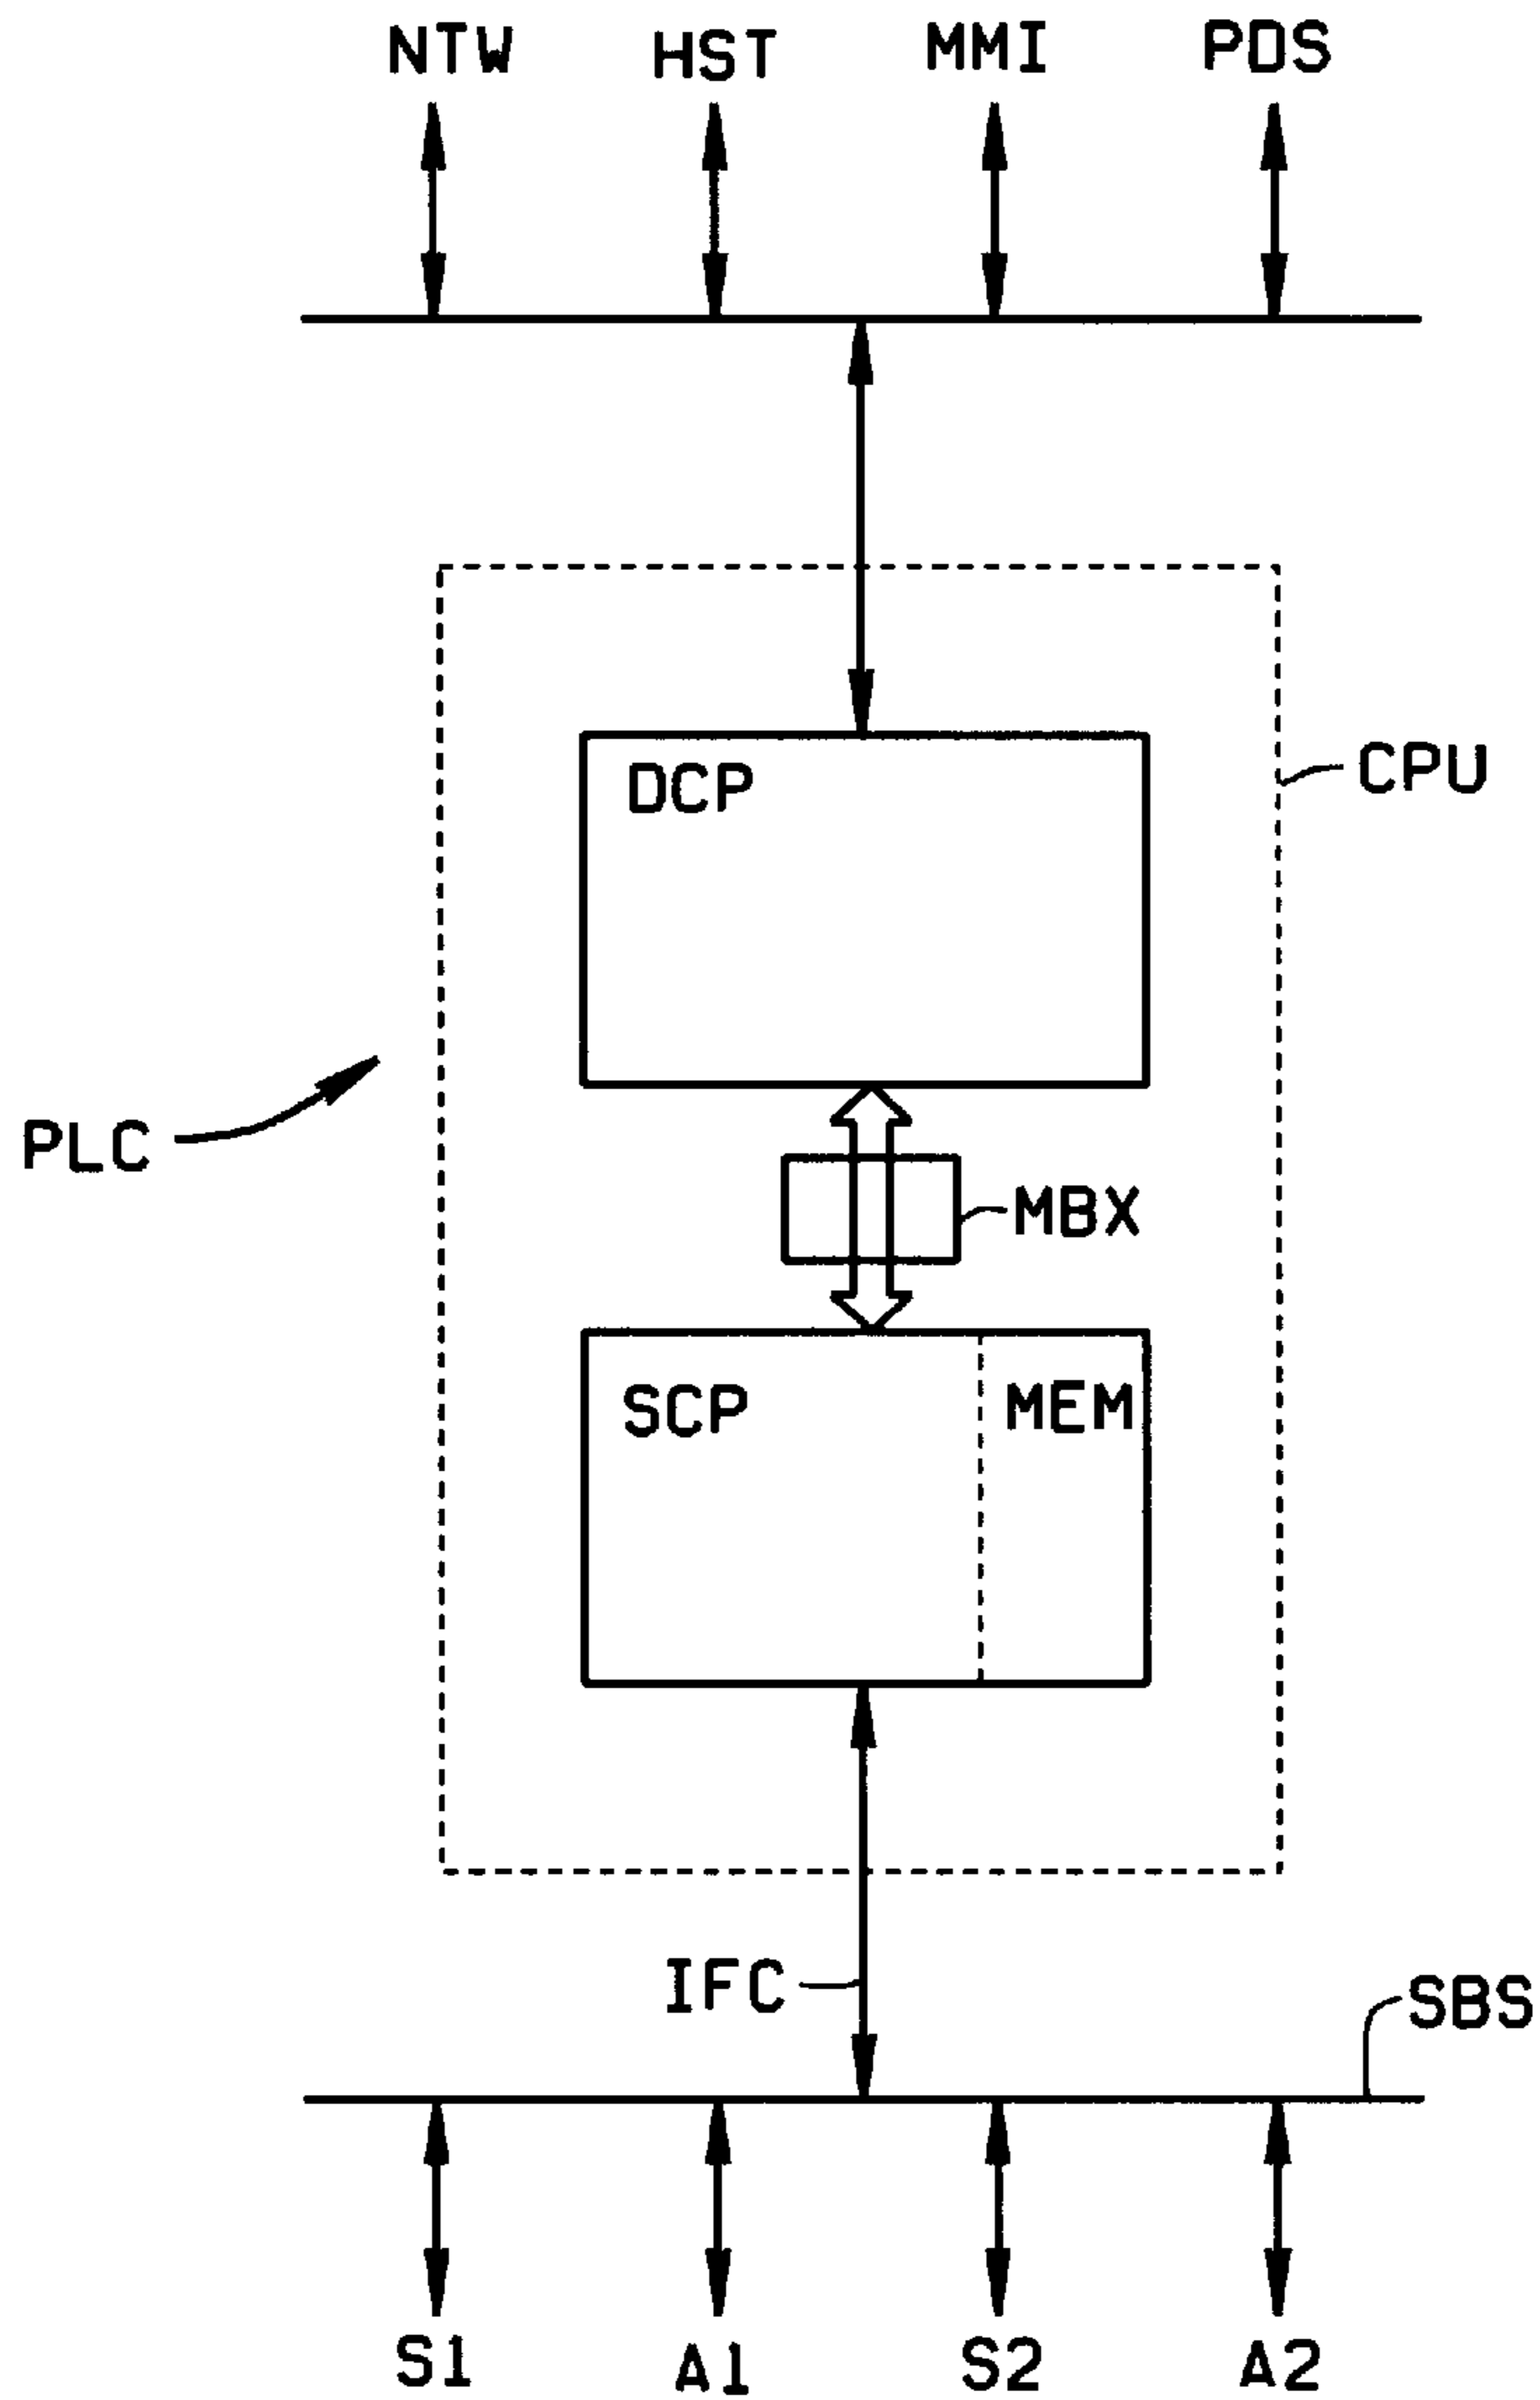 NTW HST MMI PDS
DCP
CPU
PLC
MBX
SCP MEM
IFC
SBS
S1 A1 S2 A2